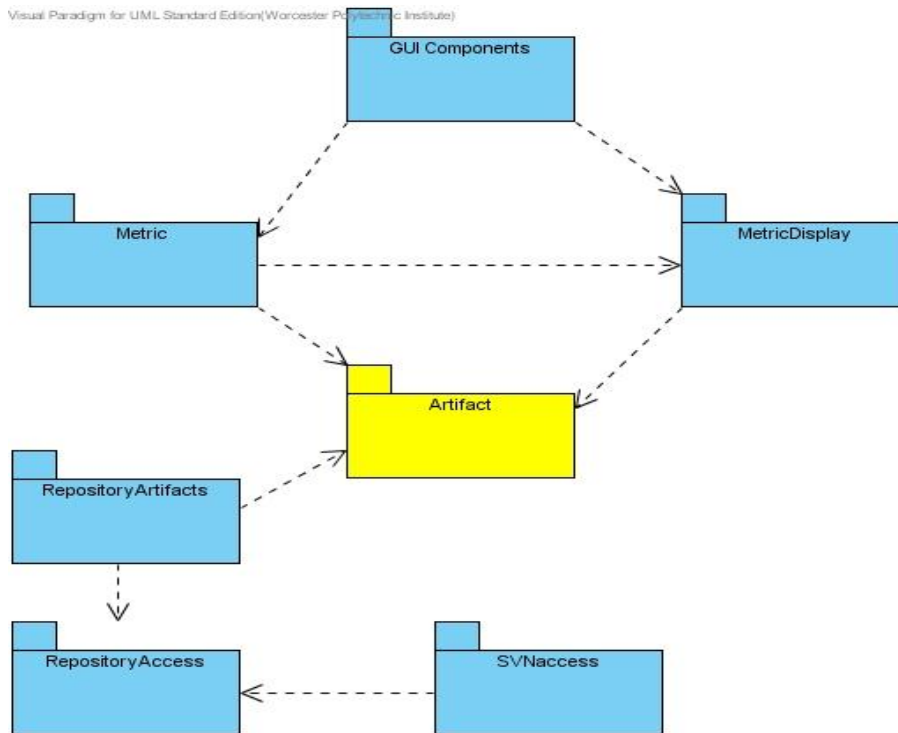 Visual Paradigm for UML Standard Edition(Worcester Polytechnic Institute)
GUI Components
Metric
MetricDisplay
Artifact
RepositoryArtifacts
RepositoryAccess
SVNaccess